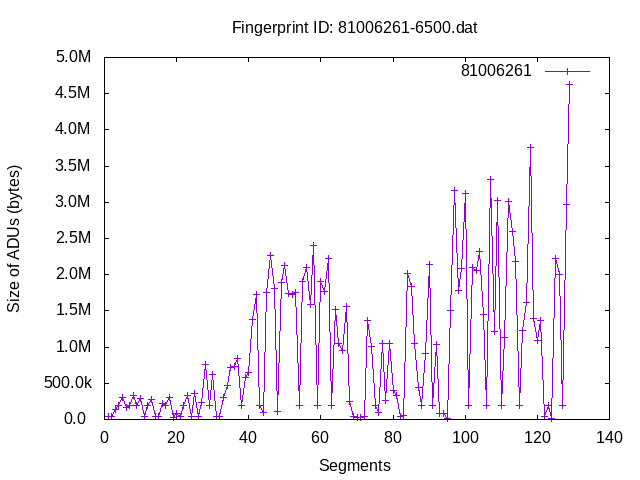 Fingerprint ID: 81006261-6500.dat
81006261
Size of ADUs (bytes)
5.0M
4.5M
4.0M
3.5M
3.0M
2.5M
2.0M
1.5M
1.0M
500.0k
0.0
0 20 40 60 80 100 120 140
Segments